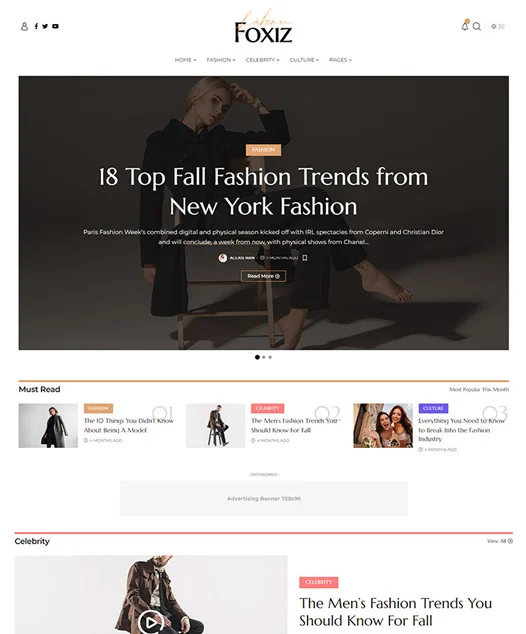 FOXIZ
HOME
FASHION
CELEBRITY
CULTURE
PAGES
FASHION
18 Top Fall Fashion Trends from
New York Fashion
Paris Fashion Week's combined digital and physical season kicked off with IRL spectacles from Coperni and Christian Dior
and will conclude, a week from now, with physical shows from Chanel...
7 MONTHS AGO
Read More
Must Read
Most Popular This Month
FASHION
01
The 10 Things You Didn't Know
About Being A Model
4 MONTHS AGO
CELEBRITY
02
The Men's Fashion Trends You
Should Know For Fall
4 MONTHS AGO
CULTURE
03
Everything You Need to Know
to Break Into the Fashion
Industry
4 MONTHS AGO
- SPONSORED -
Advertising Banner 728x90
Celebrity
View All
CELEBRITY
The Men's Fashion Trends You
Should Know For Fall